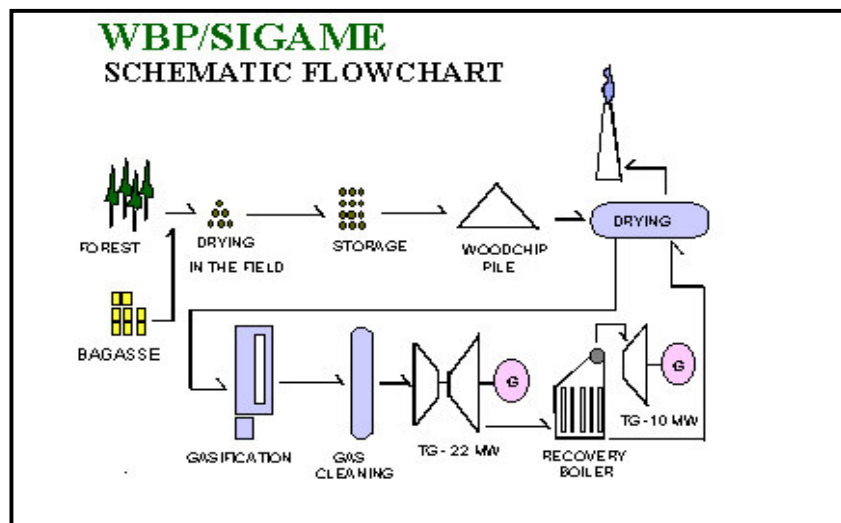 WBP/SIGAME
SCHEMATIC FLOWCHART
FOREST
DRYING
IN THE FIELD
STORAGE
WOODCHIP
PILE
DRYING
BAGASSE
GASIFICATION
GAS
CLEANING
G
TG - 22 MW
RECOVERY
BOILER
G
TG - 10 MW